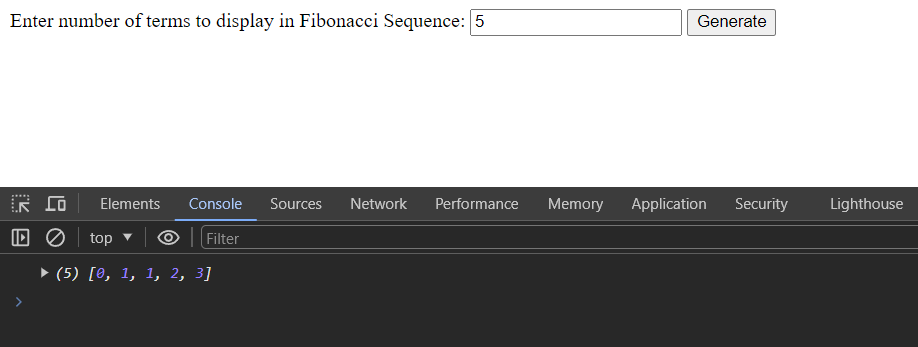 Enter number of terms to display in Fibonacci Sequence: 5 Generate
Elements Console Sources Network Performance Memory Application Security Lighthouse
top Filter
(5) [0, 1, 1, 2, 3]